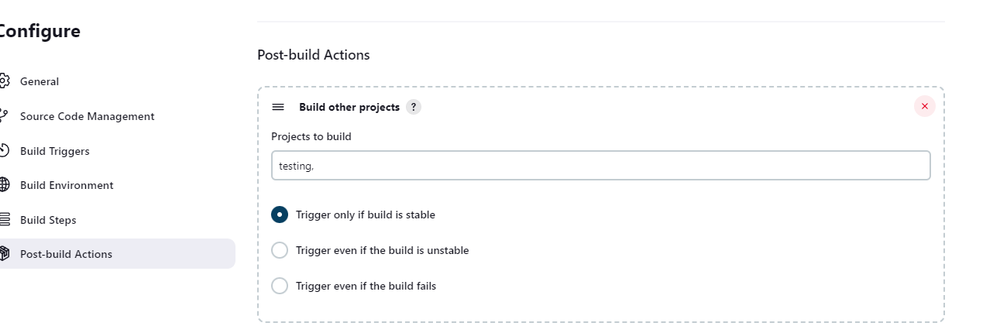 Configure
General
Source Code Management
Build Triggers
Build Environment
Build Steps
Post-build Actions
Post-build Actions
Build other projects ?
Projects to build
testing,
Trigger only if build is stable
Trigger even if the build is unstable
Trigger even if the build fails